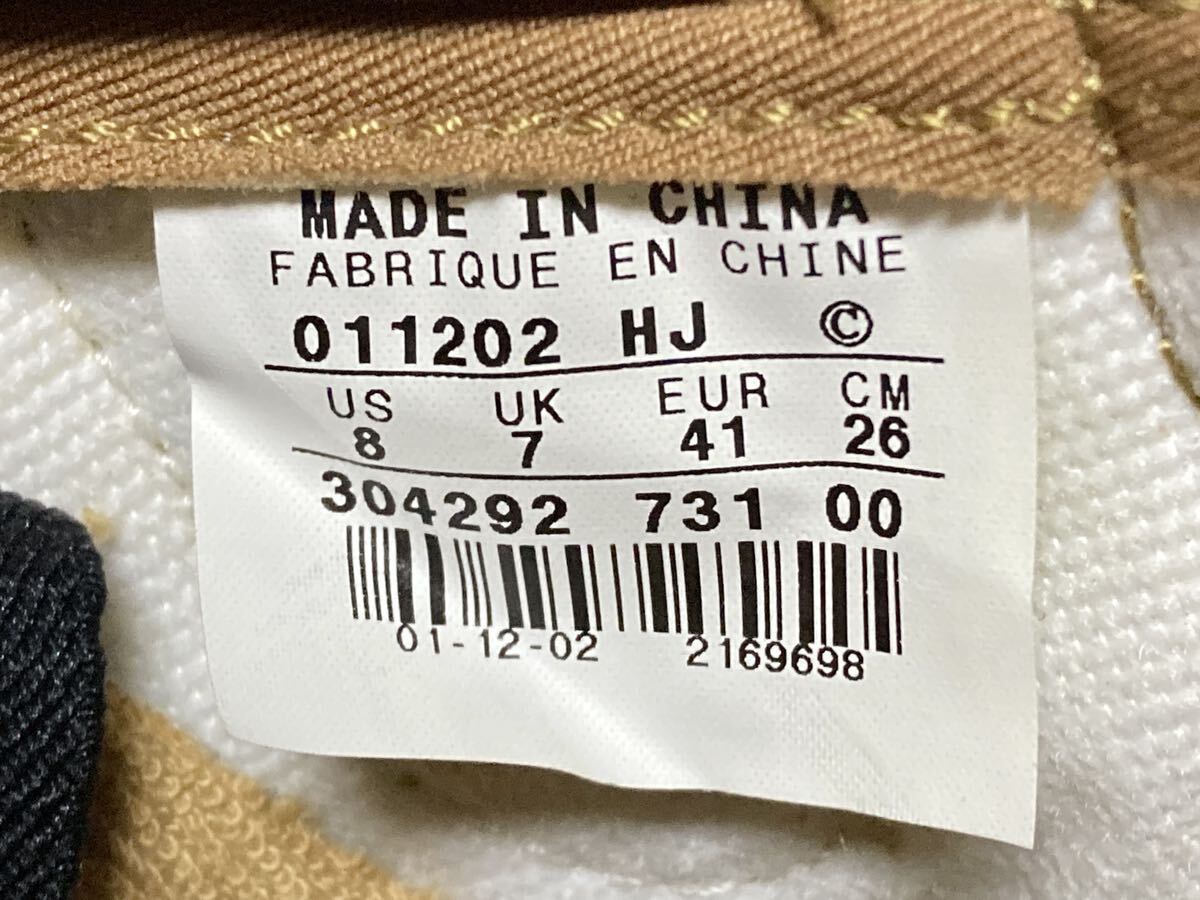 MADE IN CHINA
FABRIQUE EN CHINE
011202 HJ ©
US UK EUR CM
8 7 41 26
304292 731 00
01-12-02 2169698